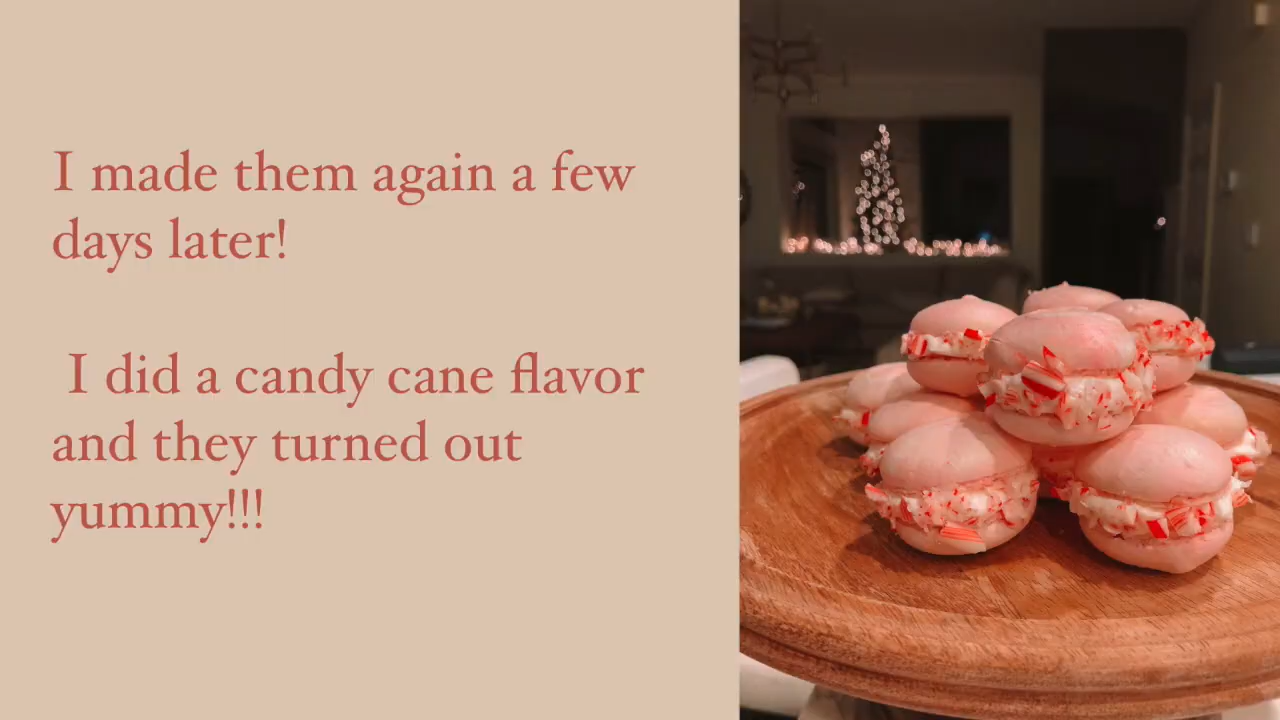 I made them again a few
days later!
I did a candy cane flavor
and they turned out
yummy!!!